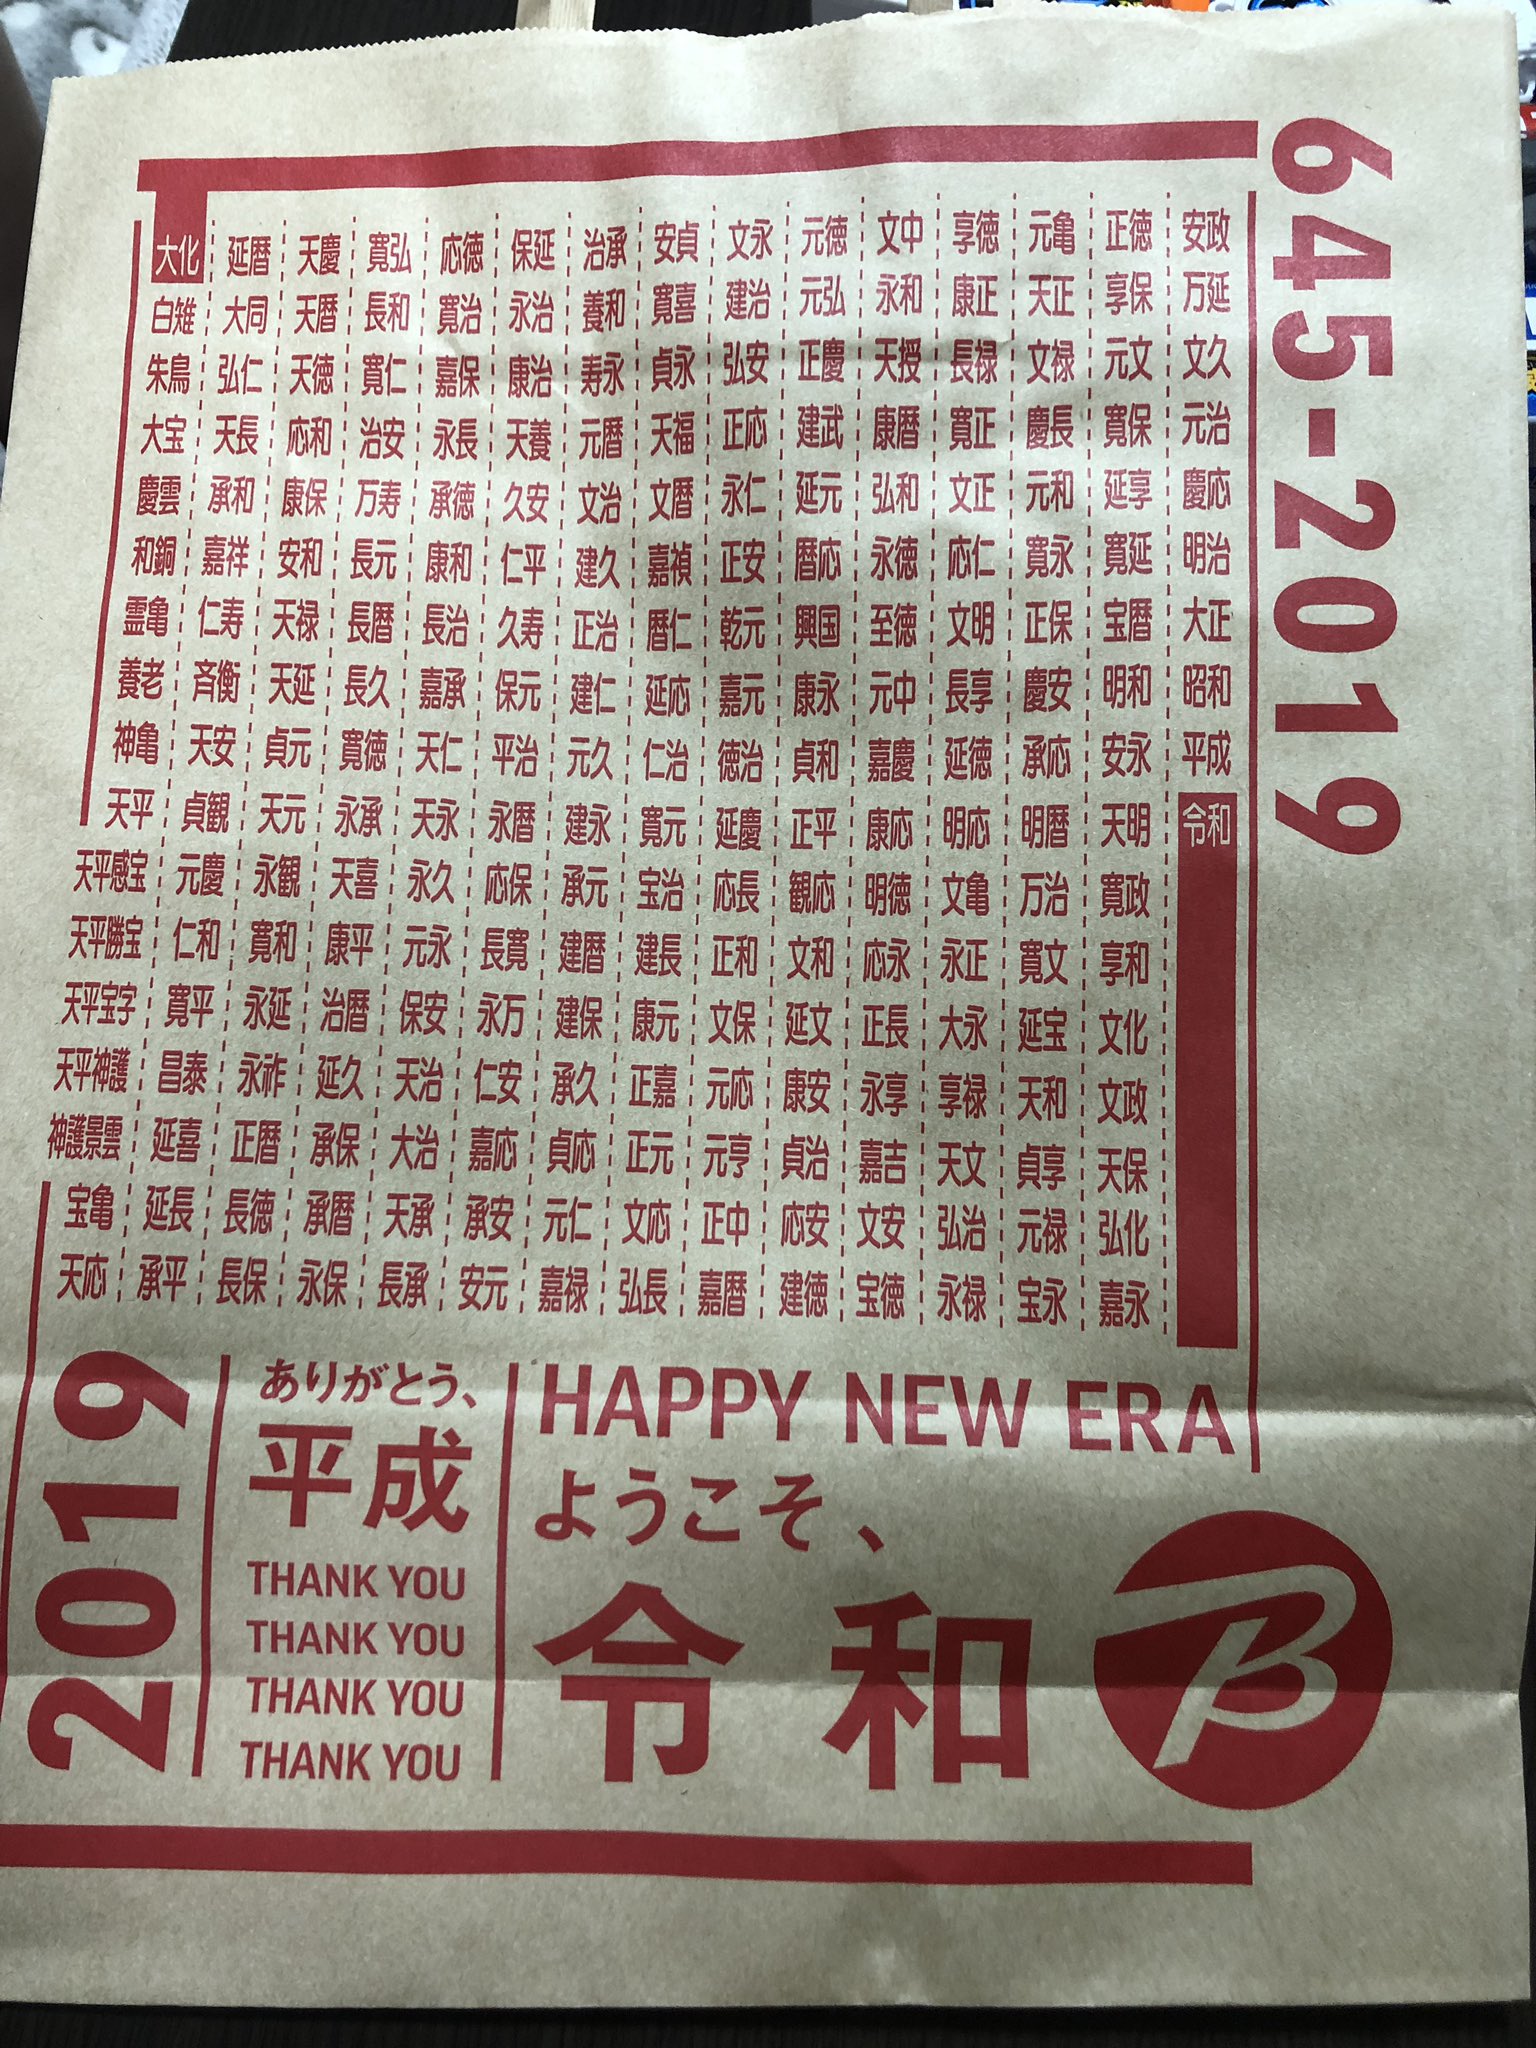 645-2019
大化 白雉 朱鳥 大宝 慶雲 和銅 霊亀 養老 神亀 天平 天平感宝 天平勝宝 天平宝字 天平神護 神護景雲 宝亀 天応
延暦 大同 弘仁 天長 承和 嘉祥 仁寿 斉衡 天安 貞観 元慶 仁和 寛平 昌泰 延喜 延長 承平
天慶 天暦 天徳 応和 康保 安和 天禄 天延 貞元 天元 永観 寛和 永延 永祚 正暦 長徳 長保
寛弘 長和 寛仁 治安 万寿 長元 長暦 長久 寛徳 永承 天喜 康平 治暦 延久 承保 承暦 永保
応徳 寛治 嘉保 永長 承徳 康和 長治 嘉承 天仁 天永 永久 元永 保安 天治 大治 天承 長承
保延 永治 康治 天養 久安 仁平 久寿 保元 平治 永暦 応保 長寛 永万 仁安 嘉応 承安 安元
治承 養和 寿永 元暦 文治 建久 正治 建仁 元久 建永 承元 建暦 建保 承久 貞応 元仁 嘉禄
安貞 寛喜 貞永 天福 文暦 嘉禎 暦仁 延応 仁治 寛元 宝治 建長 康元 正嘉 正元 文応 弘長
文永 建治 弘安 正応 永仁 正安 乾元 嘉元 徳治 延慶 応長 正和 文保 元応 元亨 正中 嘉暦
元徳 元弘 正慶 建武 延元 暦応 興国 康永 貞和 正平 観応 文和 延文 康安 貞治 応安 建徳
文中 永和 天授 康暦 弘和 永徳 至徳 元中 嘉慶 康応 明徳 応永 正長 永享 嘉吉 文安 宝徳
享徳 康正 長禄 寛正 文正 応仁 文明 長享 延徳 明応 文亀 永正 大永 享禄 天文 弘治 永禄
元亀 天正 文禄 慶長 元和 寛永 正保 慶安 承応 明暦 万治 寛文 延宝 天和 貞享 元禄 宝永
正徳 享保 元文 寛保 延享 寛延 宝暦 明和 安永 天明 寛政 享和 文化 文政 天保 弘化 嘉永
安政 万延 文久 元治 慶応 明治 大正 昭和 平成 令和
2019
ありがとう、
平成
THANK YOU
THANK YOU
THANK YOU
THANK YOU
HAPPY NEW ERA
ようこそ、
令和
B